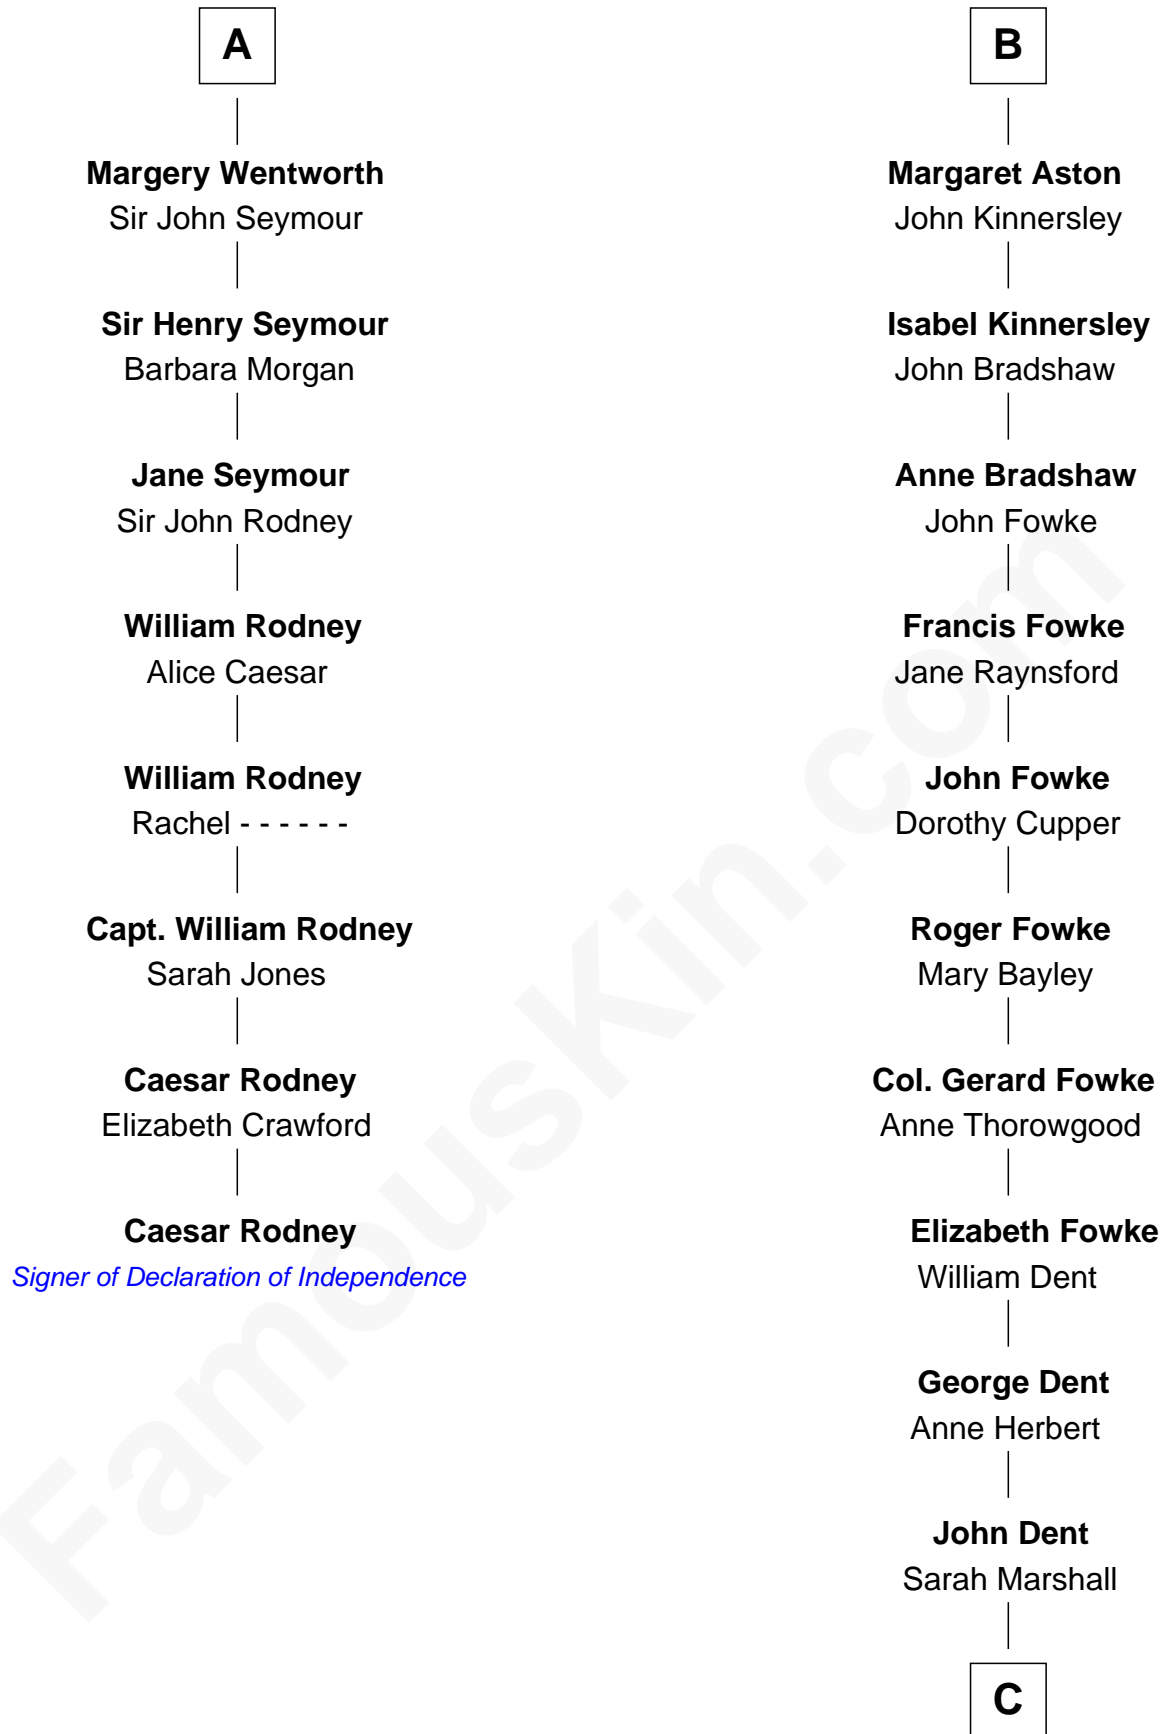 A
Margery Wentworth
Sir John Seymour
Sir Henry Seymour
Barbara Morgan
Jane Seymour
Sir John Rodney
William Rodney
Alice Caesar
William Rodney
Rachel - - - - - -
Capt. William Rodney
Sarah Jones
Caesar Rodney
Elizabeth Crawford
Caesar Rodney
Signer of Declaration of Independence
B
Margaret Aston
John Kinnersley
Isabel Kinnersley
John Bradshaw
Anne Bradshaw
John Fowke
Francis Fowke
Jane Raynsford
John Fowke
Dorothy Cupper
Roger Fowke
Mary Bayley
Col. Gerard Fowke
Anne Thorowgood
Elizabeth Fowke
William Dent
George Dent
Anne Herbert
John Dent
Sarah Marshall
C
FamousKin.com